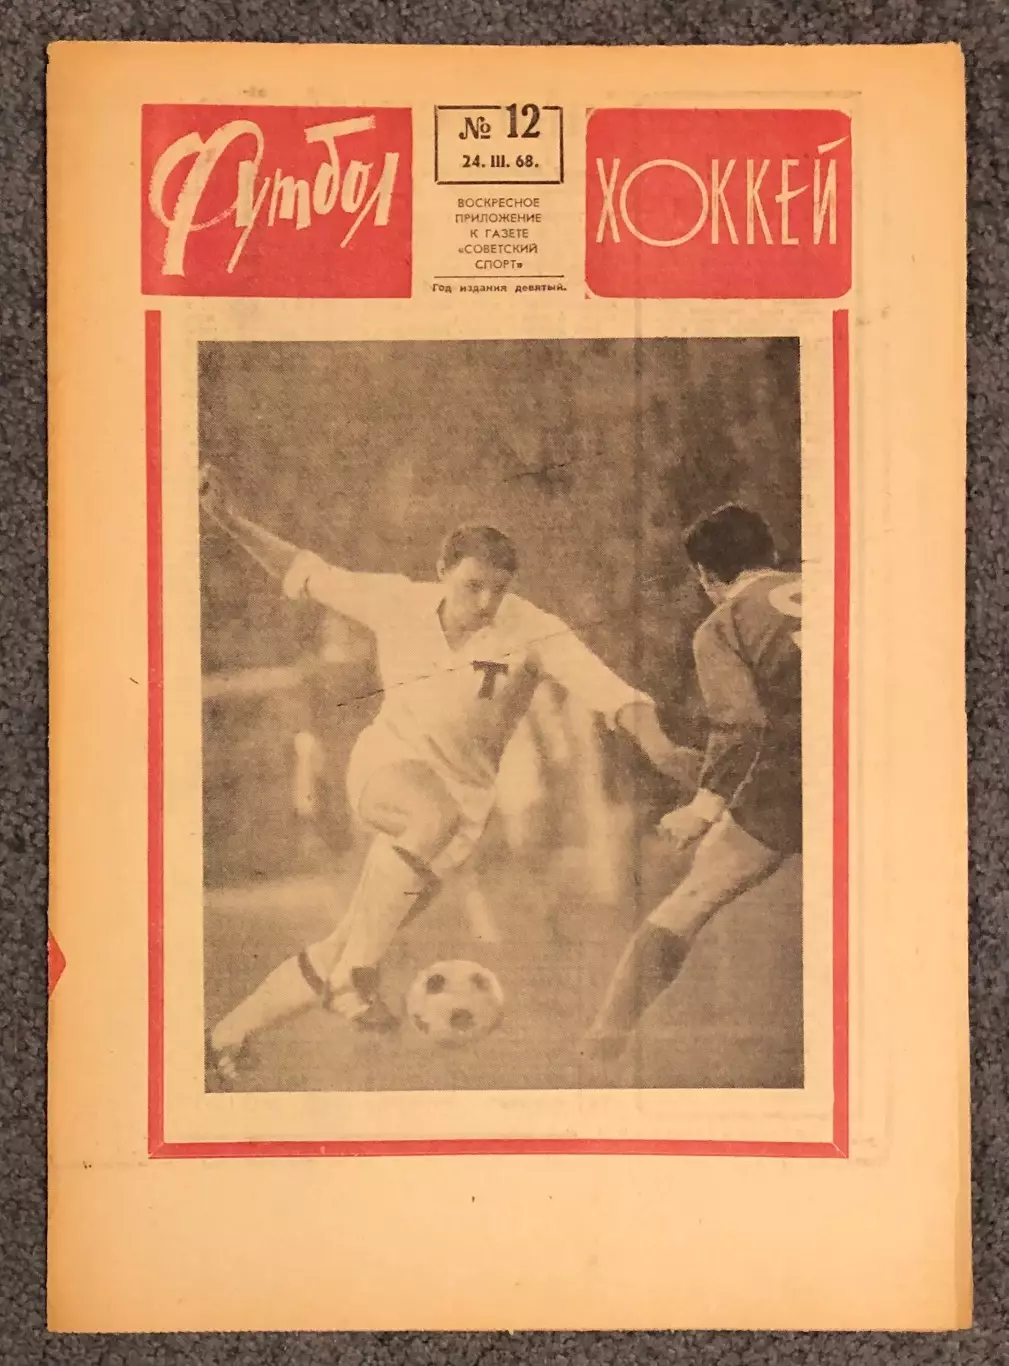 Футбол
№ 12
24. III. 68.
ВОСКРЕСНОЕ
ПРИЛОЖЕНИЕ
К ГАЗЕТЕ
«СОВЕТСКИЙ
СПОРТ»
Год издания девятый.
ХОККЕЙ
Т